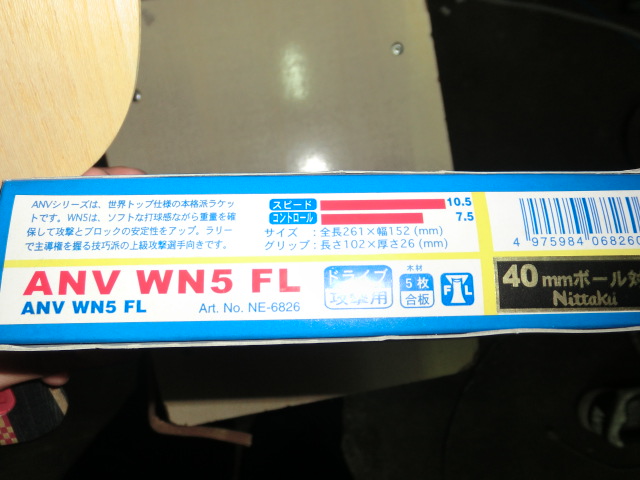 ANVシリーズは、世界トップ仕様の本格派ラケッ
トです。WN5は、ソフトな打球感ながら重量を確
保して攻撃とブロックの安定性をアップ。ラリー
で主導権を握る技巧派の上級攻撃選手向きです。
スピード 10.5
コントロール 7.5
サイズ :全長261×幅152(mm)
グリップ:長さ102×厚さ26(mm)
4 975984 06826
ANV WN5 FL
ANV WN5 FL
Art. No. NE-6826
ドライブ
攻撃用
木材
5枚
合板
FL
40mmボール対
Nittaku